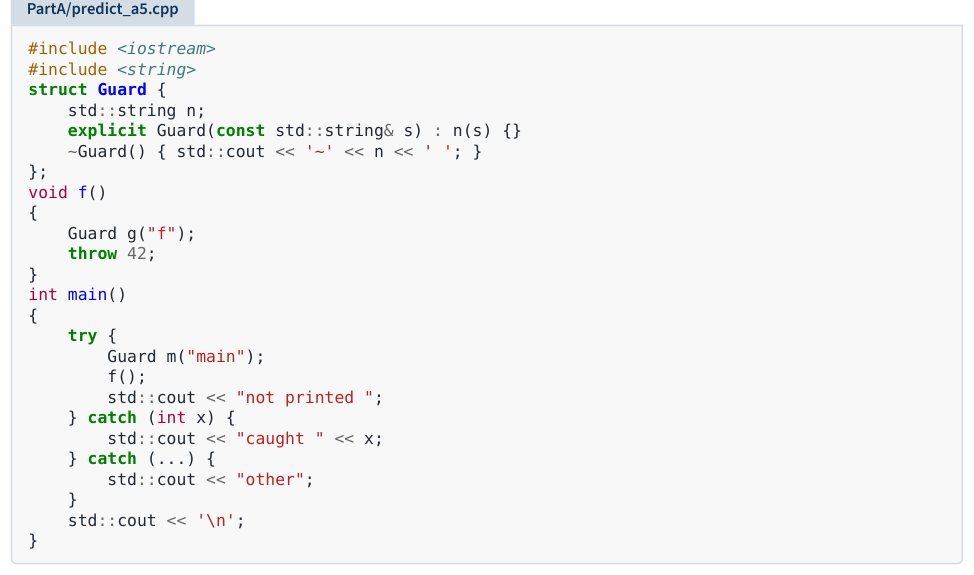 PartA/predict_a5.cpp
#include <iostream>
#include <string>
struct Guard {
    std::string n;
    explicit Guard(const std::string& s) : n(s) {}
    ~Guard() { std::cout << '~' << n << ' '; }
};
void f()
{
    Guard g("f");
    throw 42;
}
int main()
{
    try {
        Guard m("main");
        f();
        std::cout << "not printed ";
    } catch (int x) {
        std::cout << "caught " << x;
    } catch (...) {
        std::cout << "other";
    }
    std::cout << '\n';
}